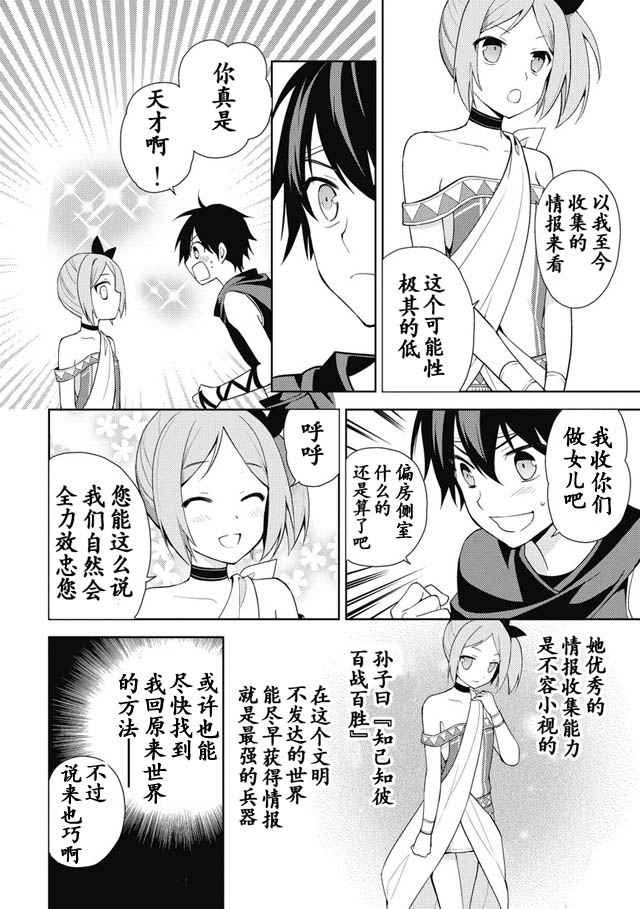 以我至今
收集的
情报来看
这个可能性
极其的低
你真是
天才啊！
我收你们
做女儿吧
偏房侧室
什么的
还是算了吧
呼呼
您能这么说
我们自然会
全力效忠您
她优秀的
情报收集能力
是不容小视的
孙子曰『知己知彼
百战百胜』
在这个文明
不发达的世界
能尽早获得情报
就是最强的兵器
或许也能
尽快找到
我回原来世界
的方法——
不过
说来也巧啊